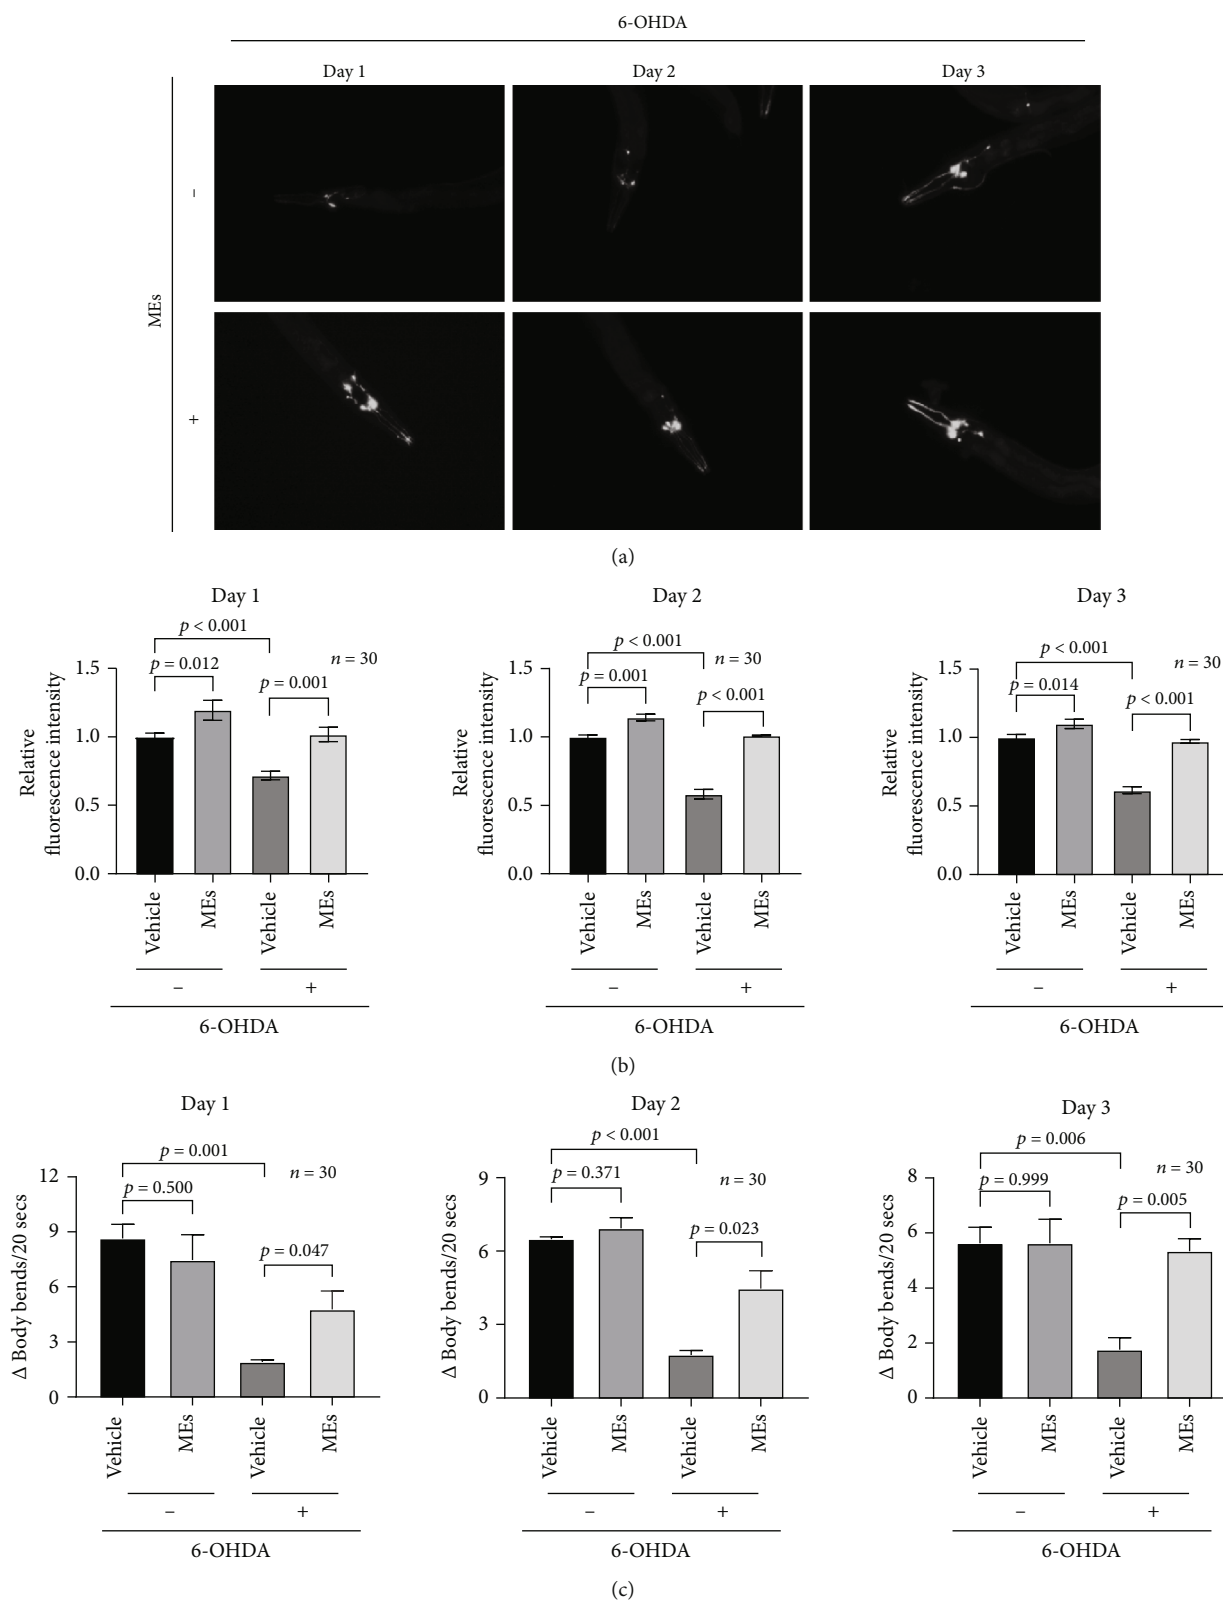 6-OHDA
Day 1 Day 2 Day 3
MEs
–
+
(a)
Day 1
p < 0.001
p = 0.012
n = 30
p = 0.001
Relative
fluorescence intensity
1.5
1.0
0.5
0.0
Vehicle MEs Vehicle MEs
– +
6-OHDA
Day 2
p < 0.001
n = 30
p = 0.001
p < 0.001
Relative
fluorescence intensity
1.5
1.0
0.5
0.0
Vehicle MEs Vehicle MEs
– +
6-OHDA
Day 3
p < 0.001
n = 30
p = 0.014
p < 0.001
Relative
fluorescence intensity
1.5
1.0
0.5
0.0
Vehicle MEs Vehicle MEs
– +
6-OHDA
(b)
Day 1
p = 0.001
n = 30
p = 0.500
p = 0.047
Δ Body bends/20 secs
12
9
6
3
0
Vehicle MEs Vehicle MEs
– +
6-OHDA
Day 2
p < 0.001
p = 0.371
n = 30
p = 0.023
Δ Body bends/20 secs
9
6
3
0
Vehicle MEs Vehicle MEs
– +
6-OHDA
Day 3
p = 0.006
n = 30
p = 0.999
p = 0.005
Δ Body bends/20 secs
8
6
4
2
0
Vehicle MEs Vehicle MEs
– +
6-OHDA
(c)